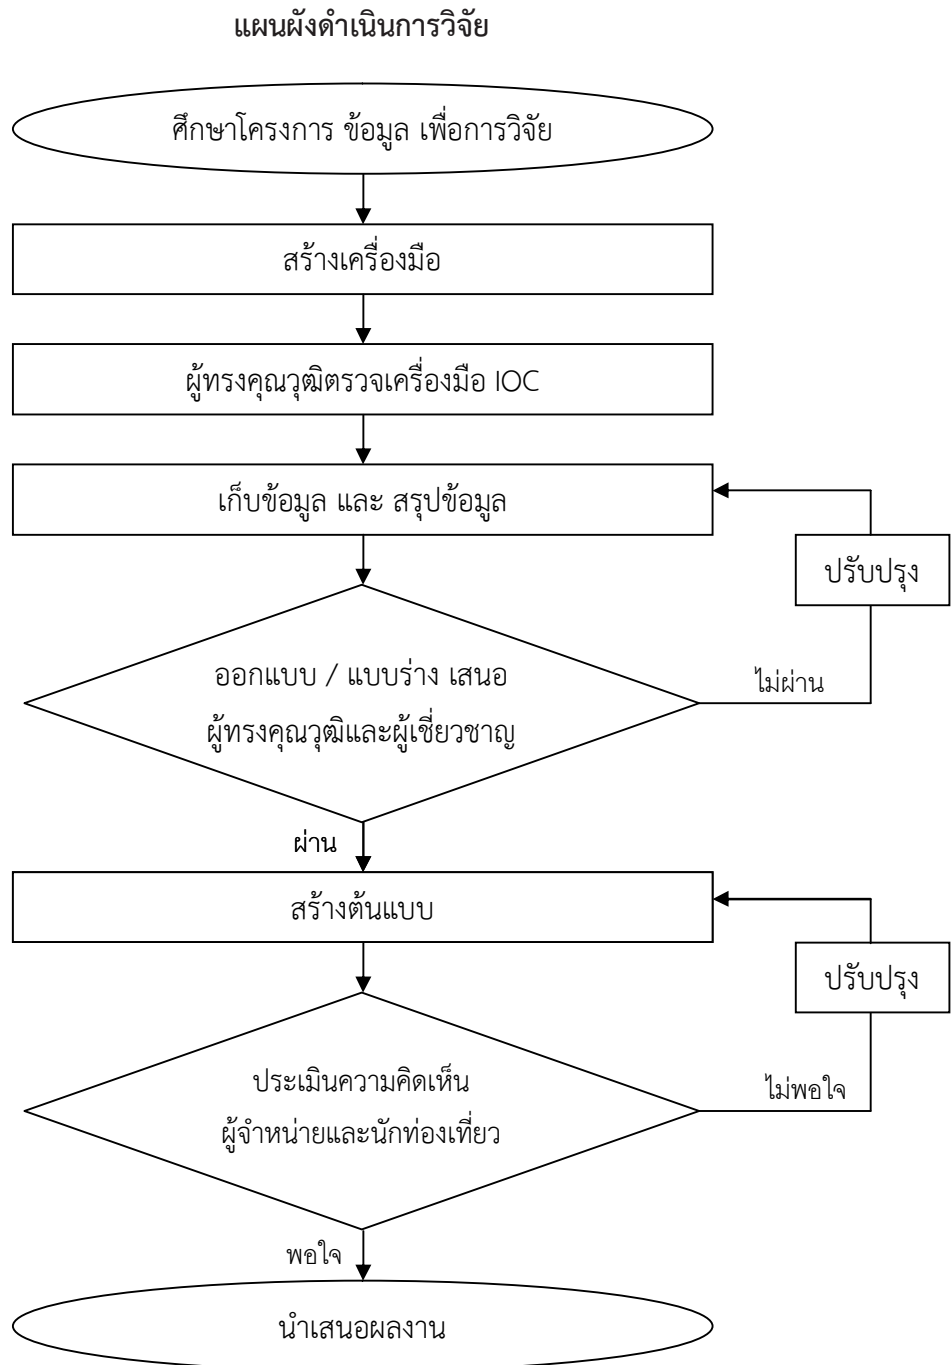 แผนผังดำเนินการวิจัย
ศึกษาโครงการ ข้อมูล เพื่อการวิจัย
สร้างเครื่องมือ
ผู้ทรงคุณวุฒิตรวจเครื่องมือ IOC
เก็บข้อมูล และ สรุปข้อมูล
ปรับปรุง
ออกแบบ / แบบร่าง เสนอ
ผู้ทรงคุณวุฒิและผู้เชี่ยวชาญ
ไม่ผ่าน
ผ่าน
สร้างต้นแบบ
ปรับปรุง
ประเมินความคิดเห็น
ผู้จำหน่ายและนักท่องเที่ยว
ไม่พอใจ
พอใจ
นำเสนอผลงาน